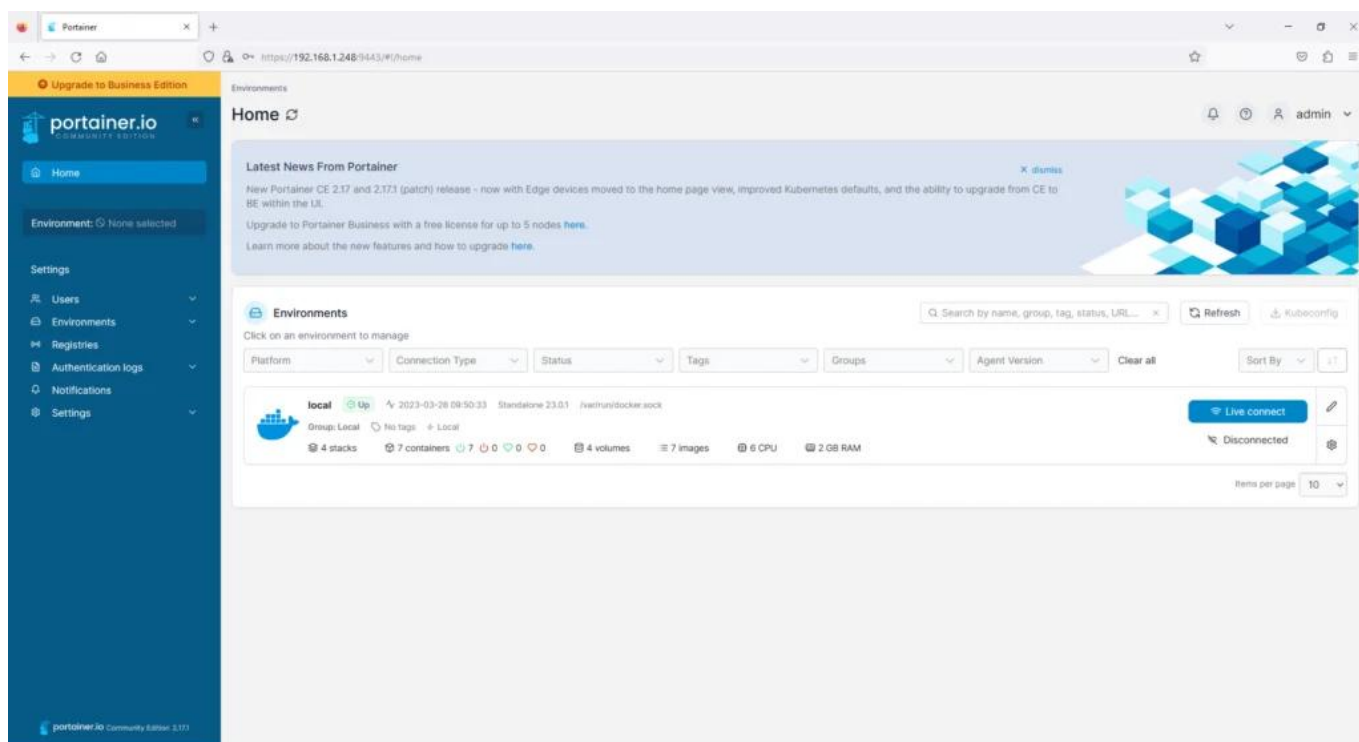 Portainer
https://192.168.1.248:9443/#!/home
Upgrade to Business Edition
portainer.io
COMMUNITY EDITION
Home
Environment: None selected
Settings
Users
Environments
Registries
Authentication logs
Notifications
Settings
portainer.io Community Edition 2.17.1
Environments
Home
admin
Latest News From Portainer
X dismiss
New Portainer CE 2.17 and 2.17.1 (patch) release - now with Edge devices moved to the home page view, improved Kubernetes defaults, and the ability to upgrade from CE to
BE within the UI.
Upgrade to Portainer Business with a free license for up to 5 nodes here.
Learn more about the new features and how to upgrade here.
Environments
Search by name, group, tag, status, URL...
Refresh
Kubeconfig
Click on an environment to manage
Platform
Connection Type
Status
Tags
Groups
Agent Version
Clear all
Sort By
local Up 2023-03-28 09:50:33 Standalone 23.0.1 /var/run/docker.sock
Group: Local No tags Local
4 stacks 7 containers 7 0 0 0 4 volumes 7 images 6 CPU 2 GB RAM
Live connect
Disconnected
Items per page 10